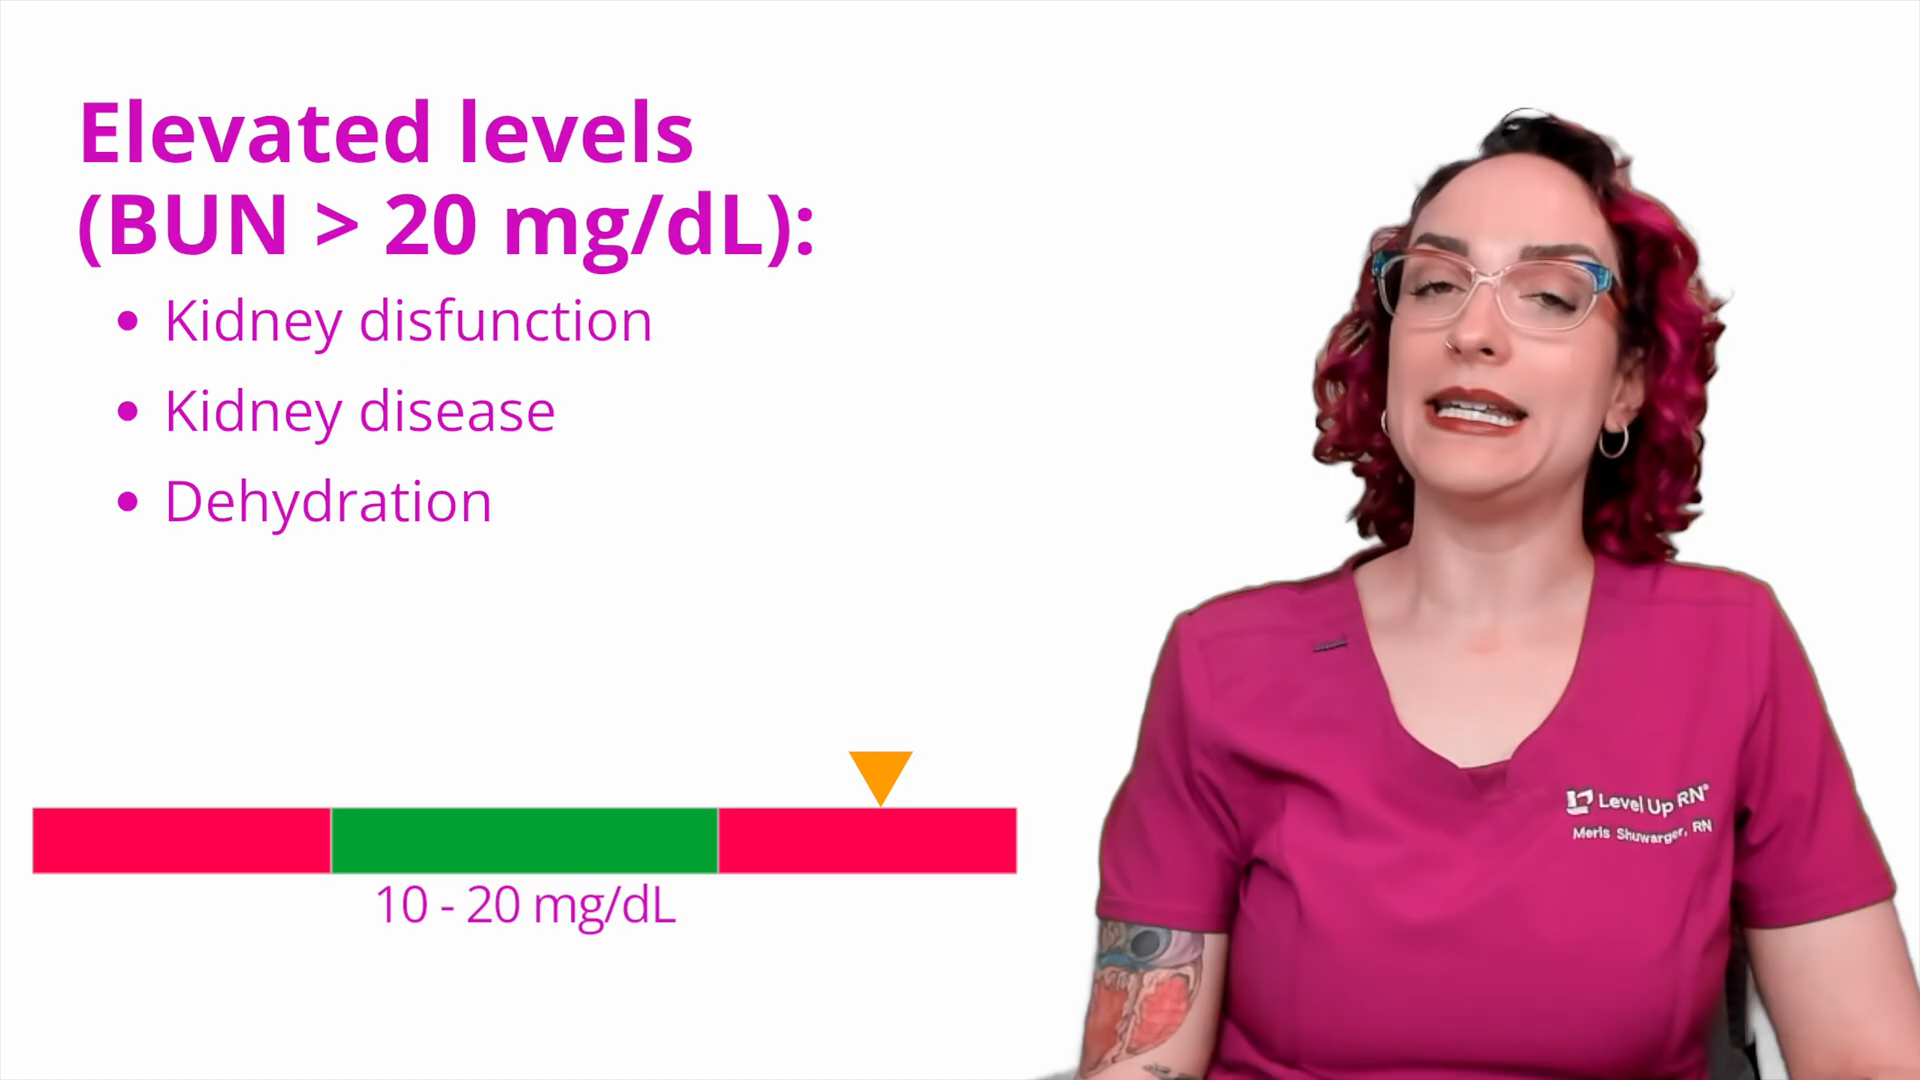 Elevated levels
(BUN > 20 mg/dL):
• Kidney disfunction
• Kidney disease
• Dehydration
10 - 20 mg/dL
Level Up RN®
Meris Shuwarger, RN